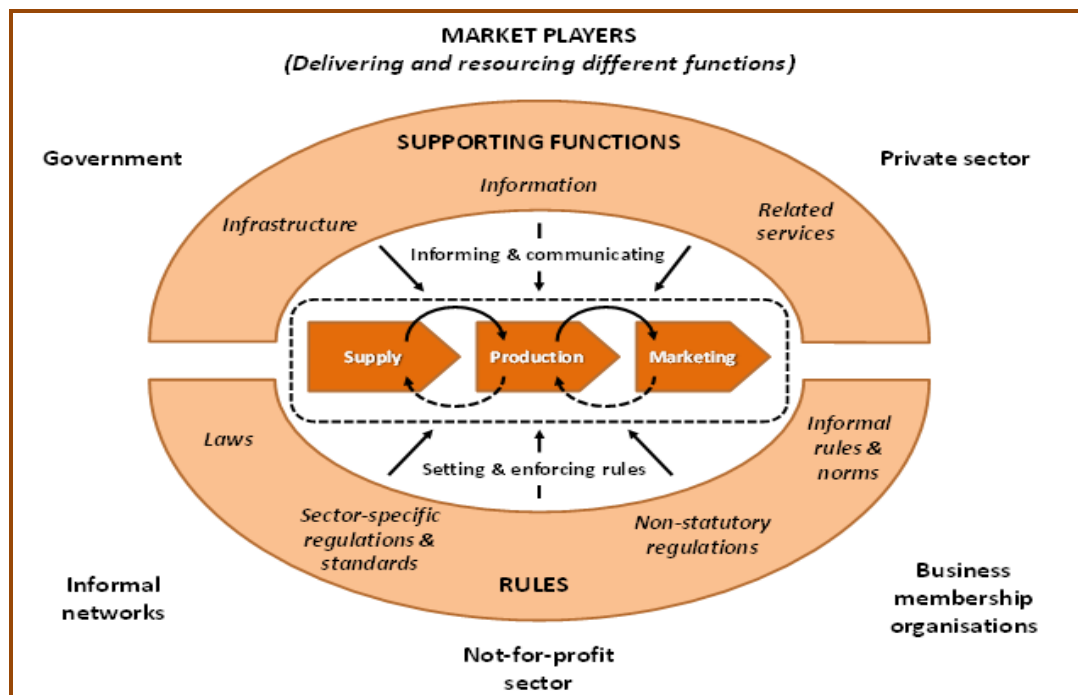 MARKET PLAYERS
(Delivering and resourcing different functions)
Government
Private sector
SUPPORTING FUNCTIONS
Information
Infrastructure
Related
services
Informing & communicating
Supply
Production
Marketing
Laws
Informal
rules &
norms
Setting & enforcing rules
Sector-specific
regulations &
standards
Non-statutory
regulations
RULES
Informal
networks
Business
membership
organisations
Not-for-profit
sector